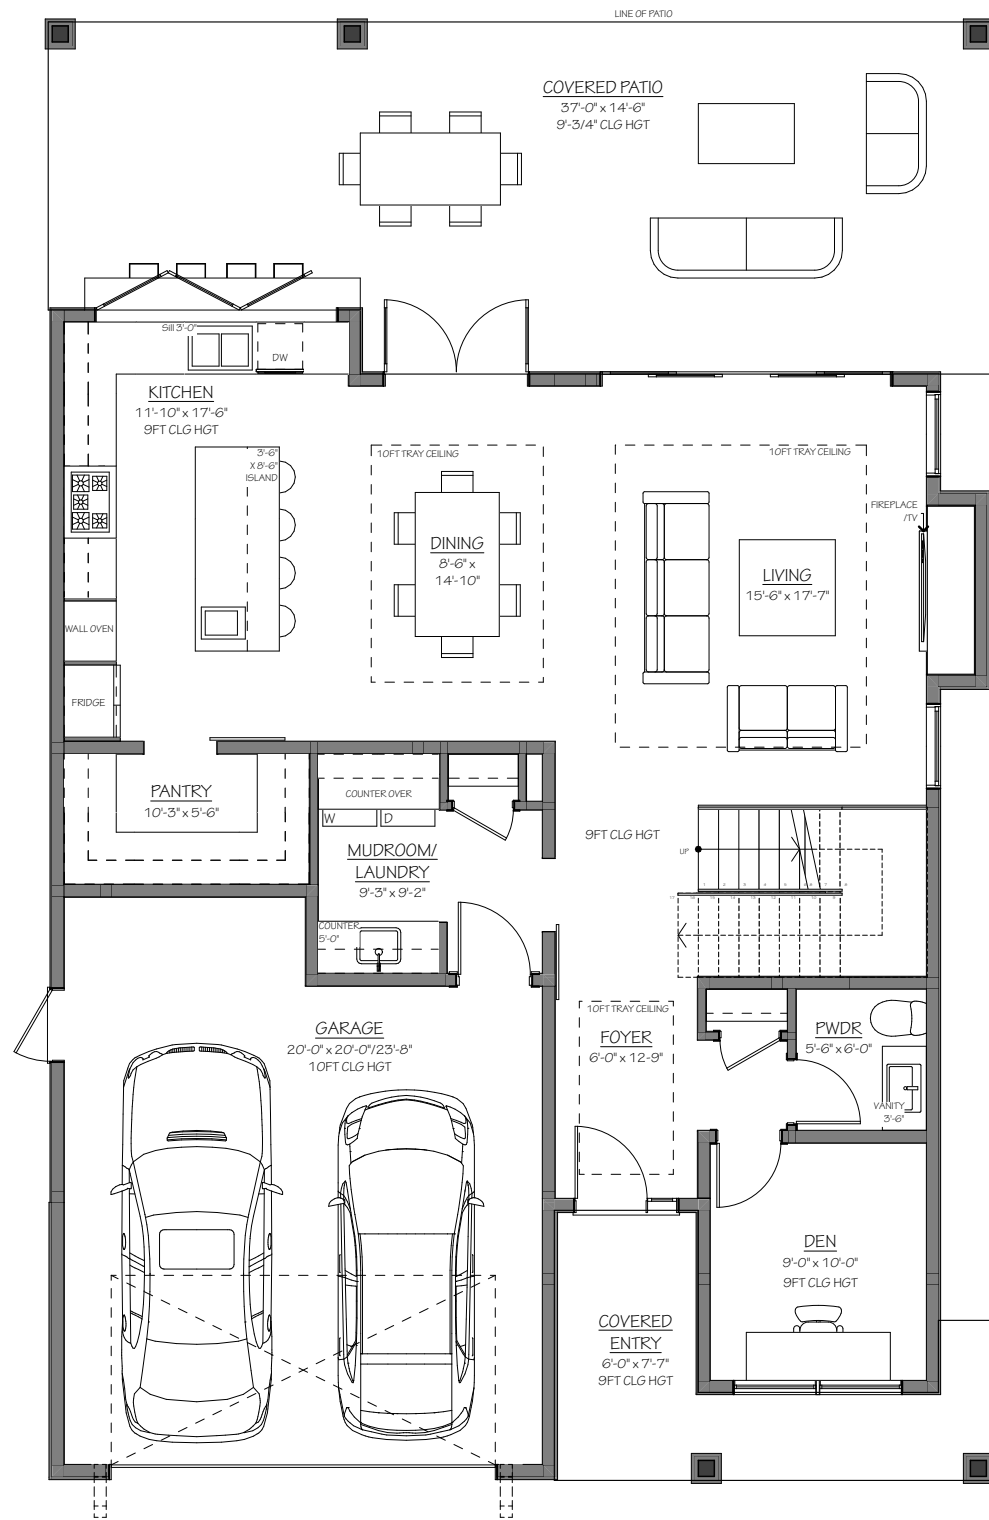 LINE OF PATIO
COVERED PATIO
37'-0" x 14'-6"
9'-3/4" CLG HGT
Sill 3'-0"
DW
KITCHEN
11'-10" x 17'-6"
9FT CLG HGT
3'-6"
X 8'-6"
ISLAND
10FT TRAY CEILING
10FT TRAY CEILING
FIREPLACE
/TV
DINING
8'-6" x
14'-10"
LIVING
15'-6" x 17'-7"
WALL OVEN
FRIDGE
PANTRY
10'-3" x 5'-6"
COUNTER OVER
W
D
MUDROOM/
LAUNDRY
9'-3" x 9'-2"
COUNTER
5'-0"
9FT CLG HGT
UP
10FT TRAY CEILING
FOYER
6'-0" x 12'-9"
PWDR
5'-6" x 6'-0"
VANITY
3'-6"
GARAGE
20'-0" x 20'-0"/23'-8"
10FT CLG HGT
DEN
9'-0" x 10'-0"
9FT CLG HGT
COVERED
ENTRY
6'-0" x 7'-7"
9FT CLG HGT